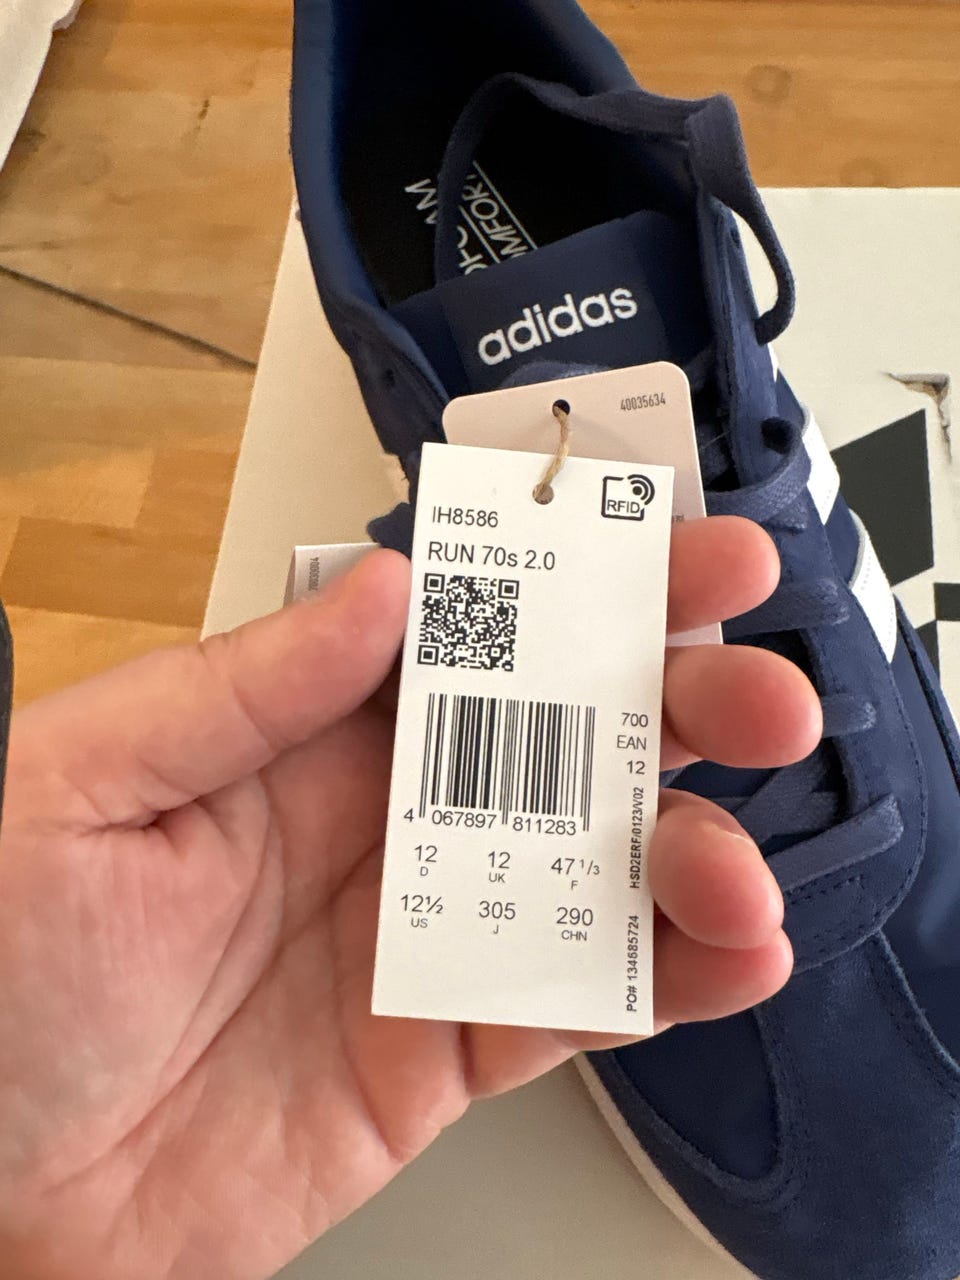 adidas
40035634
RFID
IH8586
RUN 70s 2.0
700
EAN
12
4 067897 811283
12 12 47 1/3
D UK F
12½ 305 290
US J CHN
HSD2ERF/0123/V02
PO# 134685724